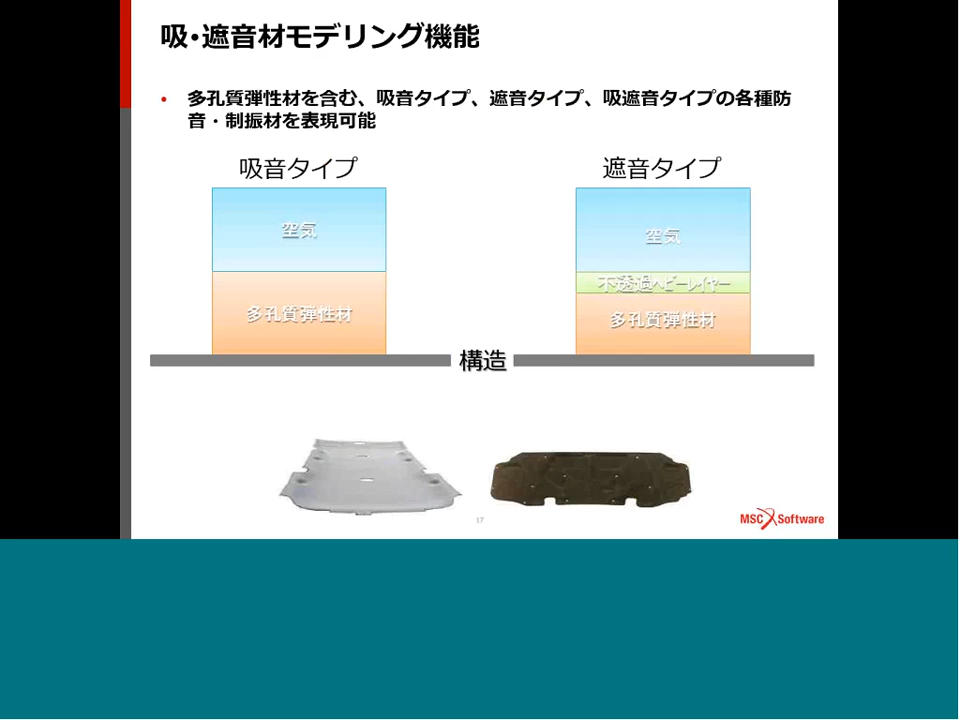 吸・遮音材モデリング機能
• 多孔質弾性材を含む、吸音タイプ、遮音タイプ、吸遮音タイプの各種防
音・制振材を表現可能
吸音タイプ
遮音タイプ
空気
空気
不透過ヘビーレイヤー
多孔質弾性材
多孔質弾性材
構造
17
MSC Software